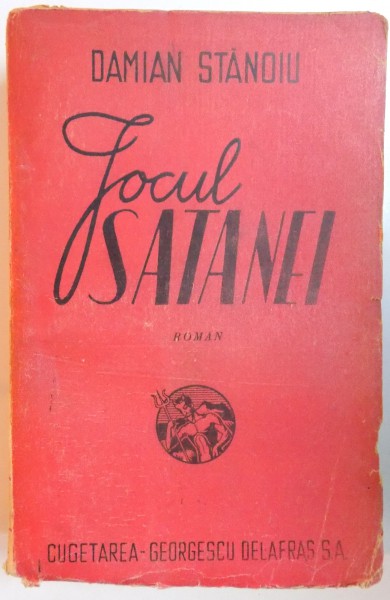 DAMIAN STĂNOIU
Jocul
SATANEI
ROMAN
CUGETAREA - GEORGESCU DELAFRAS S.A.